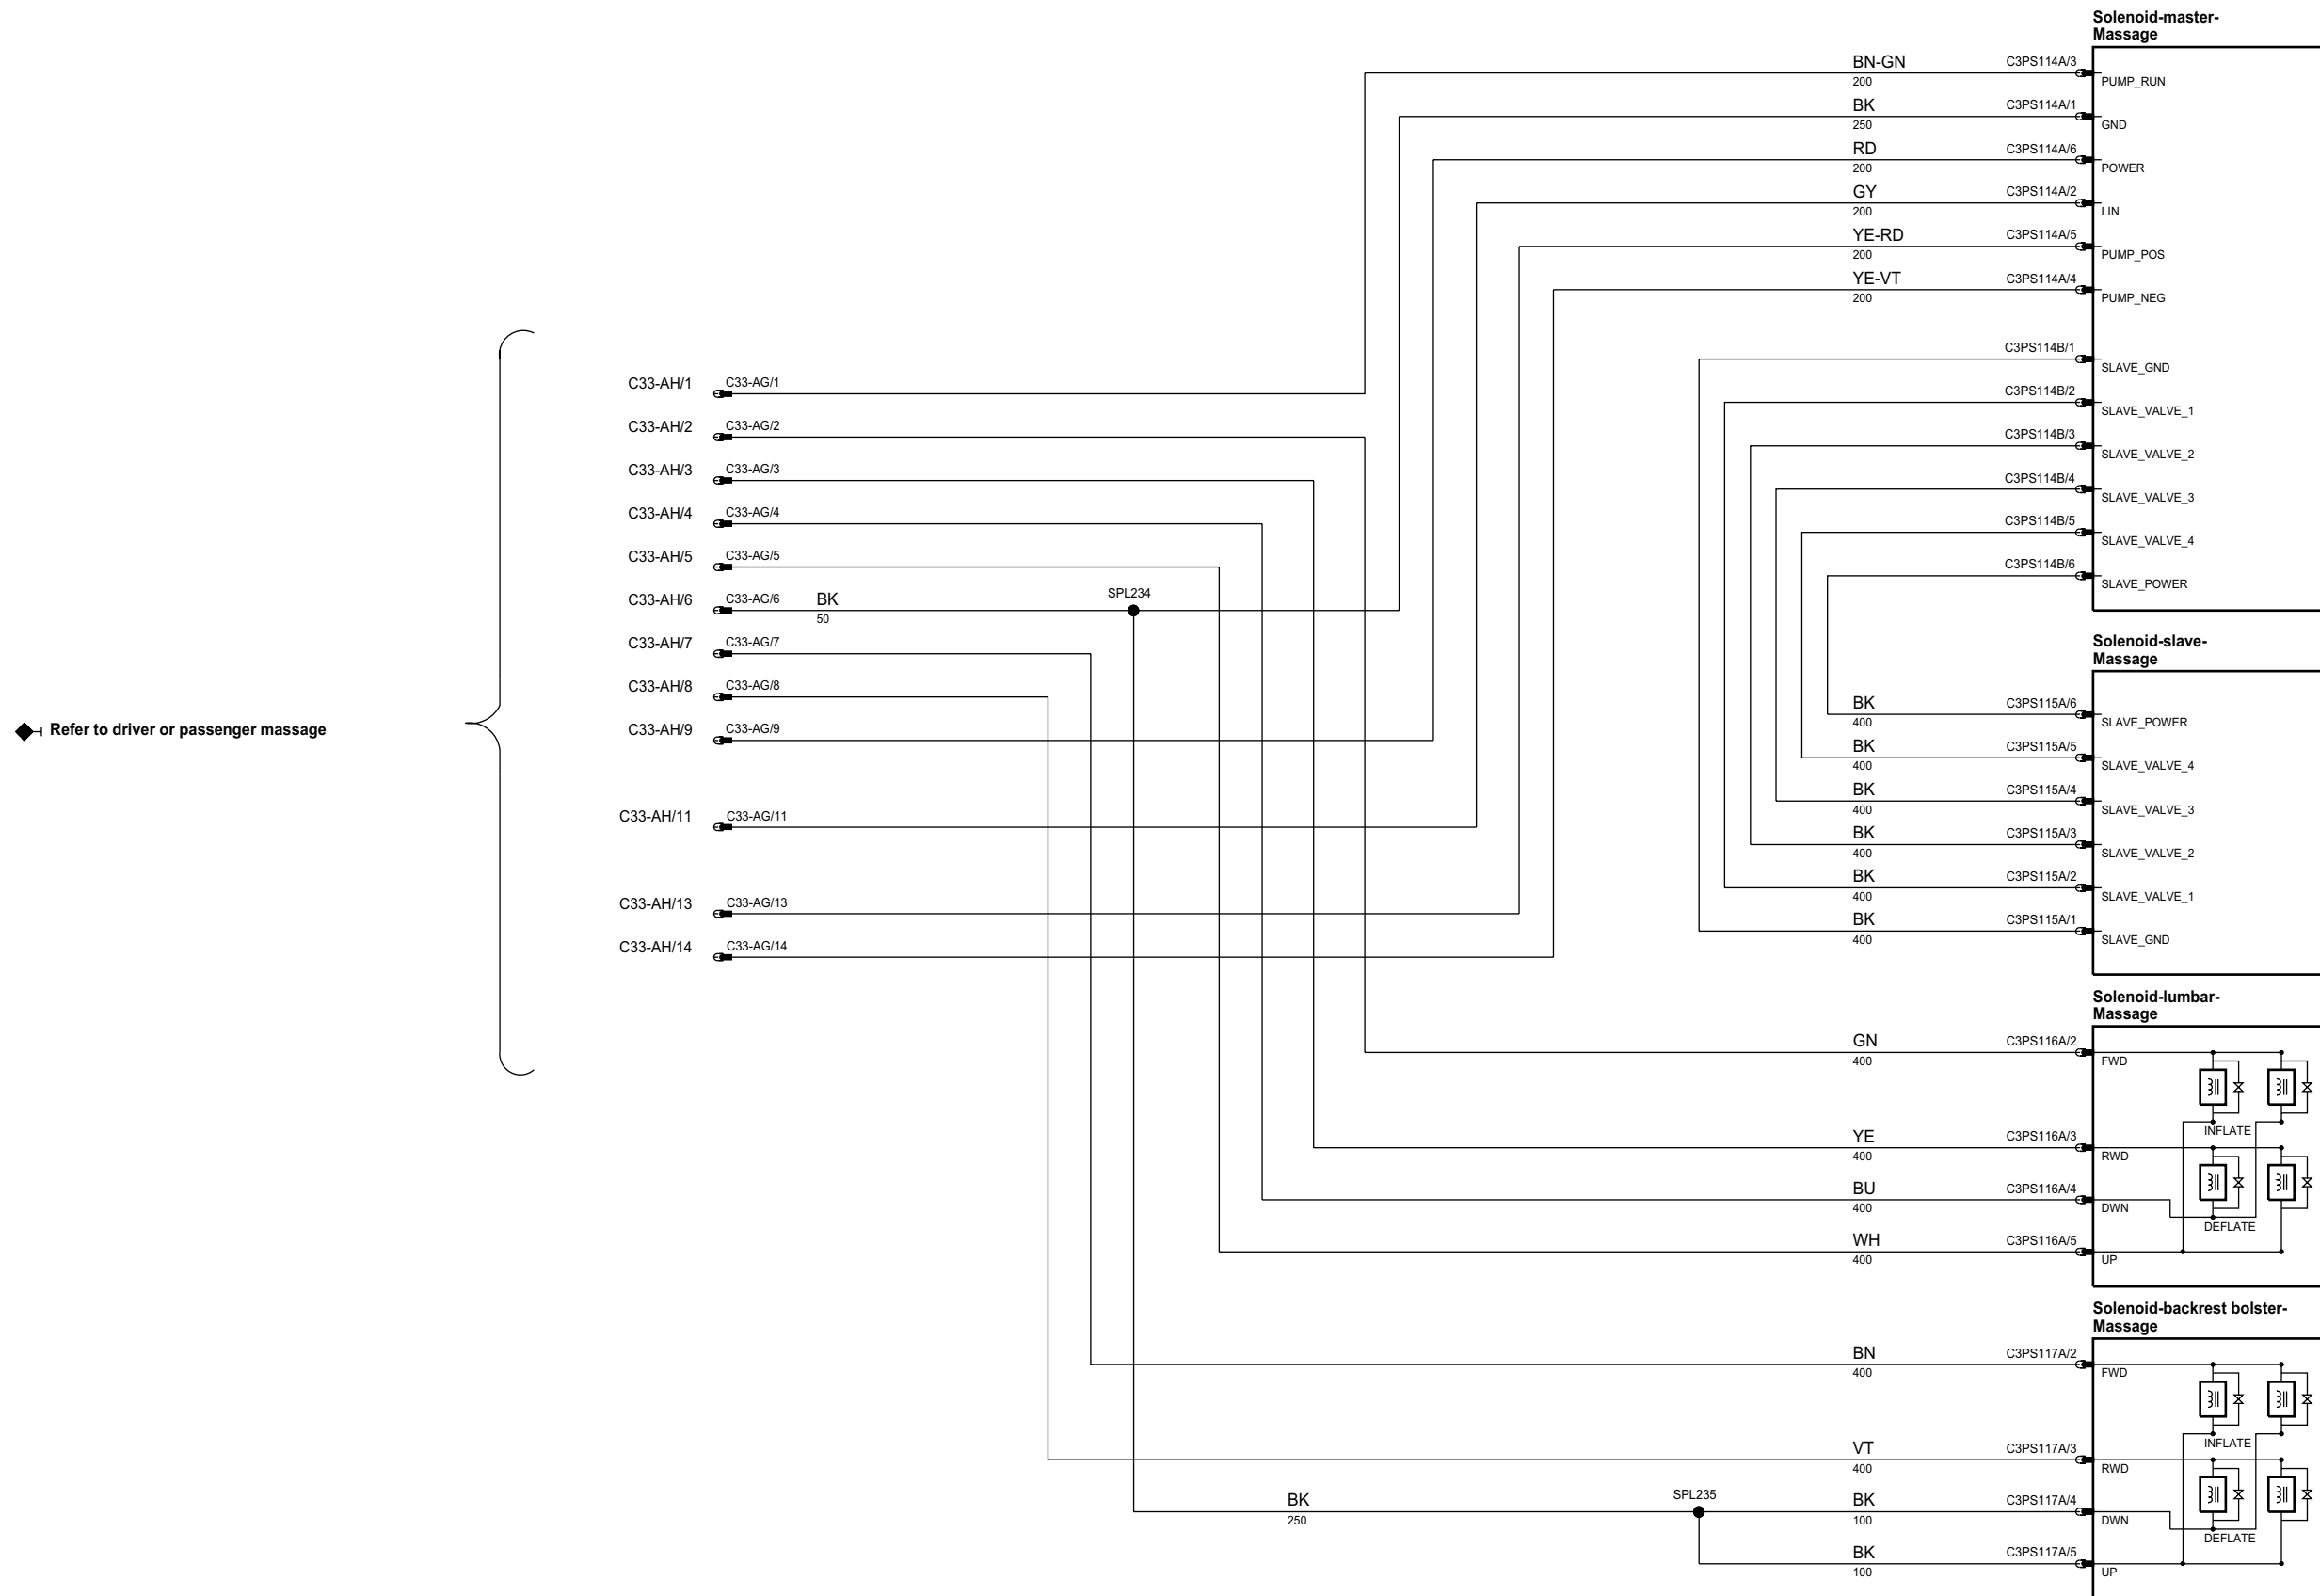 Solenoid-master-
Massage
BN-GN
200
C3PS114A/3
PUMP_RUN
BK
250
C3PS114A/1
GND
RD
200
C3PS114A/6
POWER
GY
200
C3PS114A/2
LIN
YE-RD
200
C3PS114A/5
PUMP_POS
YE-VT
200
C3PS114A/4
PUMP_NEG
C3PS114B/1
SLAVE_GND
C3PS114B/2
SLAVE_VALVE_1
C3PS114B/3
SLAVE_VALVE_2
C3PS114B/4
SLAVE_VALVE_3
C3PS114B/5
SLAVE_VALVE_4
C3PS114B/6
SLAVE_POWER
C33-AH/1 C33-AG/1
C33-AH/2 C33-AG/2
C33-AH/3 C33-AG/3
C33-AH/4 C33-AG/4
C33-AH/5 C33-AG/5
C33-AH/6 C33-AG/6 BK SPL234
50
C33-AH/7 C33-AG/7
C33-AH/8 C33-AG/8
C33-AH/9 C33-AG/9
C33-AH/11 C33-AG/11
C33-AH/13 C33-AG/13
C33-AH/14 C33-AG/14
Refer to driver or passenger massage
Solenoid-slave-
Massage
BK
400
C3PS115A/6
SLAVE_POWER
BK
400
C3PS115A/5
SLAVE_VALVE_4
BK
400
C3PS115A/4
SLAVE_VALVE_3
BK
400
C3PS115A/3
SLAVE_VALVE_2
BK
400
C3PS115A/2
SLAVE_VALVE_1
BK
400
C3PS115A/1
SLAVE_GND
Solenoid-lumbar-
Massage
GN
400
C3PS116A/2
FWD
INFLATE
YE
400
C3PS116A/3
RWD
BU
400
C3PS116A/4
DWN
DEFLATE
WH
400
C3PS116A/5
UP
Solenoid-backrest bolster-
Massage
BN
400
C3PS117A/2
FWD
INFLATE
VT
400
C3PS117A/3
RWD
BK
250
SPL235
BK
100
C3PS117A/4
DWN
DEFLATE
BK
100
C3PS117A/5
UP